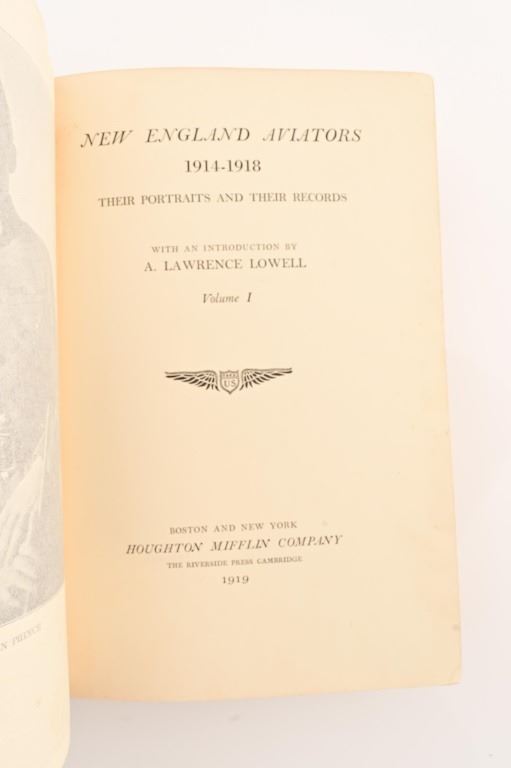 NEW ENGLAND AVIATORS
1914-1918
THEIR PORTRAITS AND THEIR RECORDS
WITH AN INTRODUCTION BY
A. LAWRENCE LOWELL
Volume I
US
BOSTON AND NEW YORK
HOUGHTON MIFFLIN COMPANY
THE RIVERSIDE PRESS CAMBRIDGE
1919